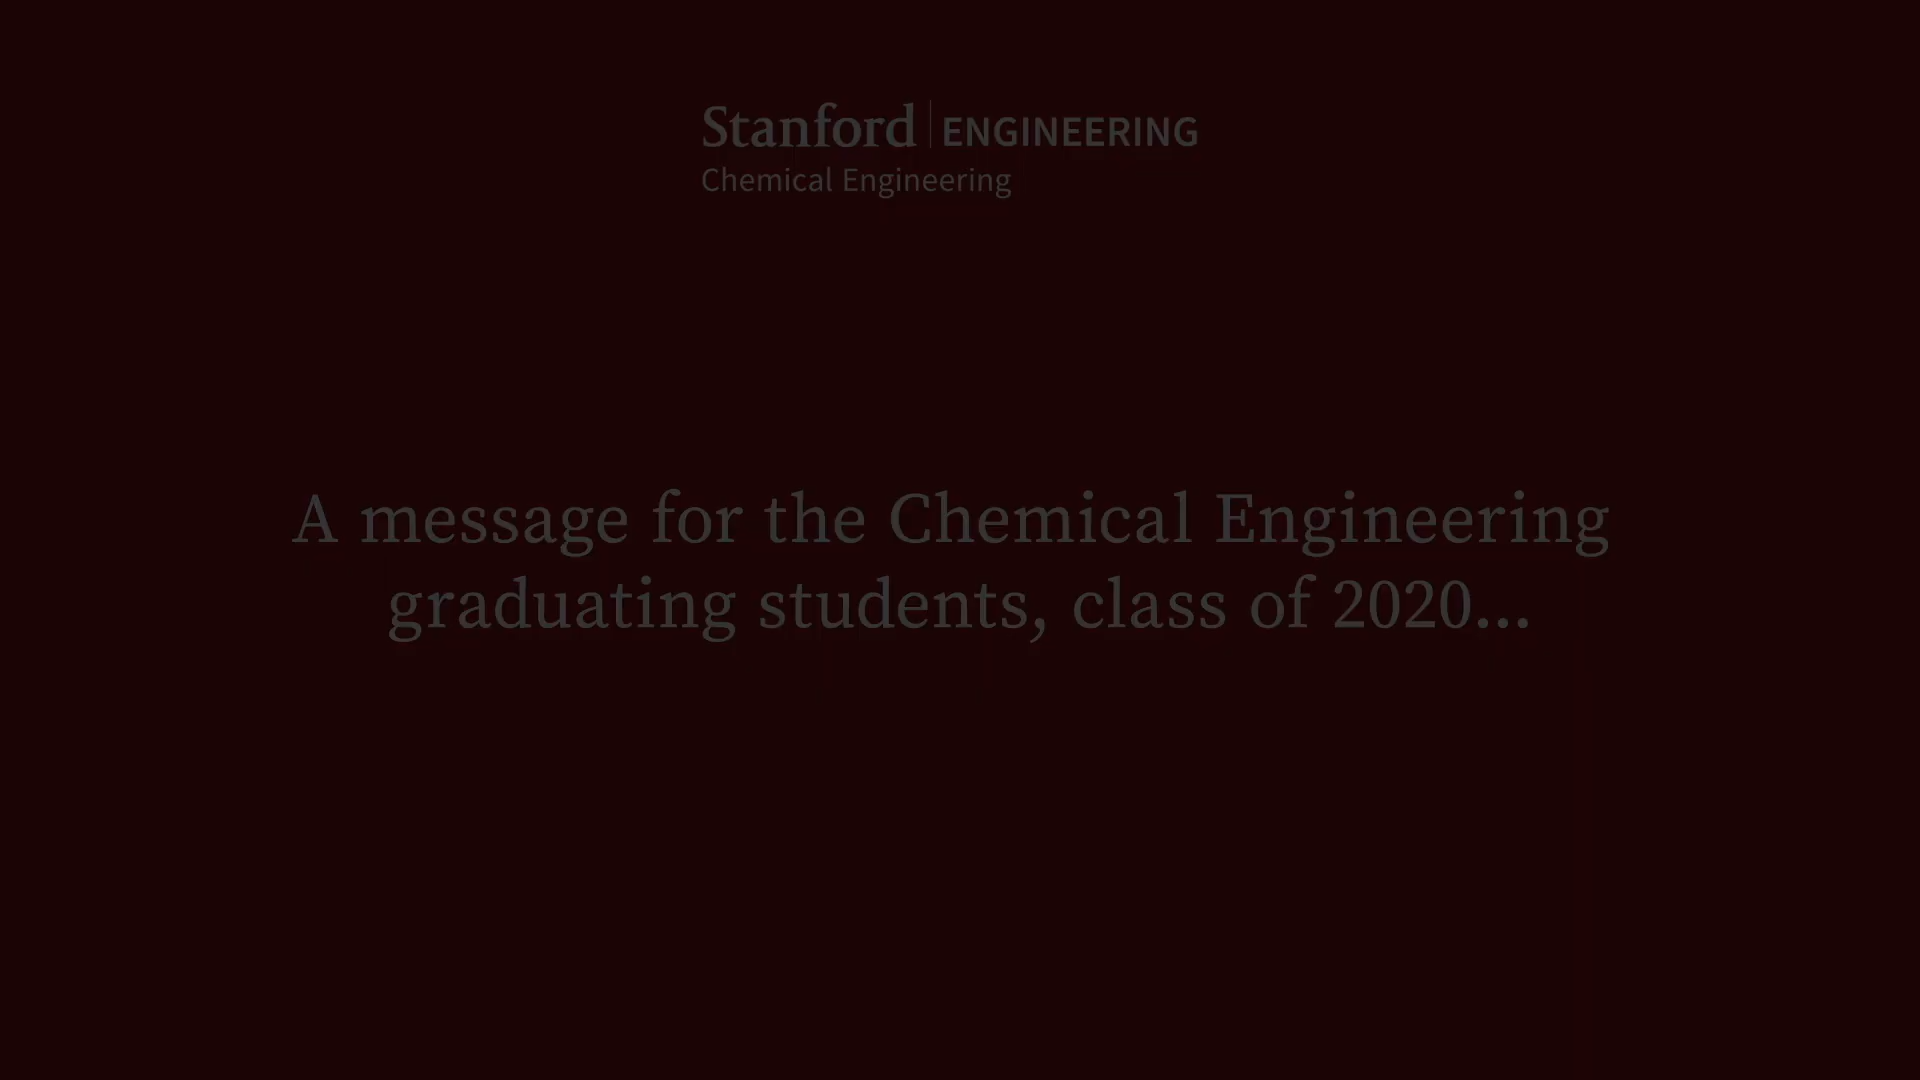 Stanford ENGINEERING
Chemical Engineering
A message for the Chemical Engineering
graduating students, class of 2020...